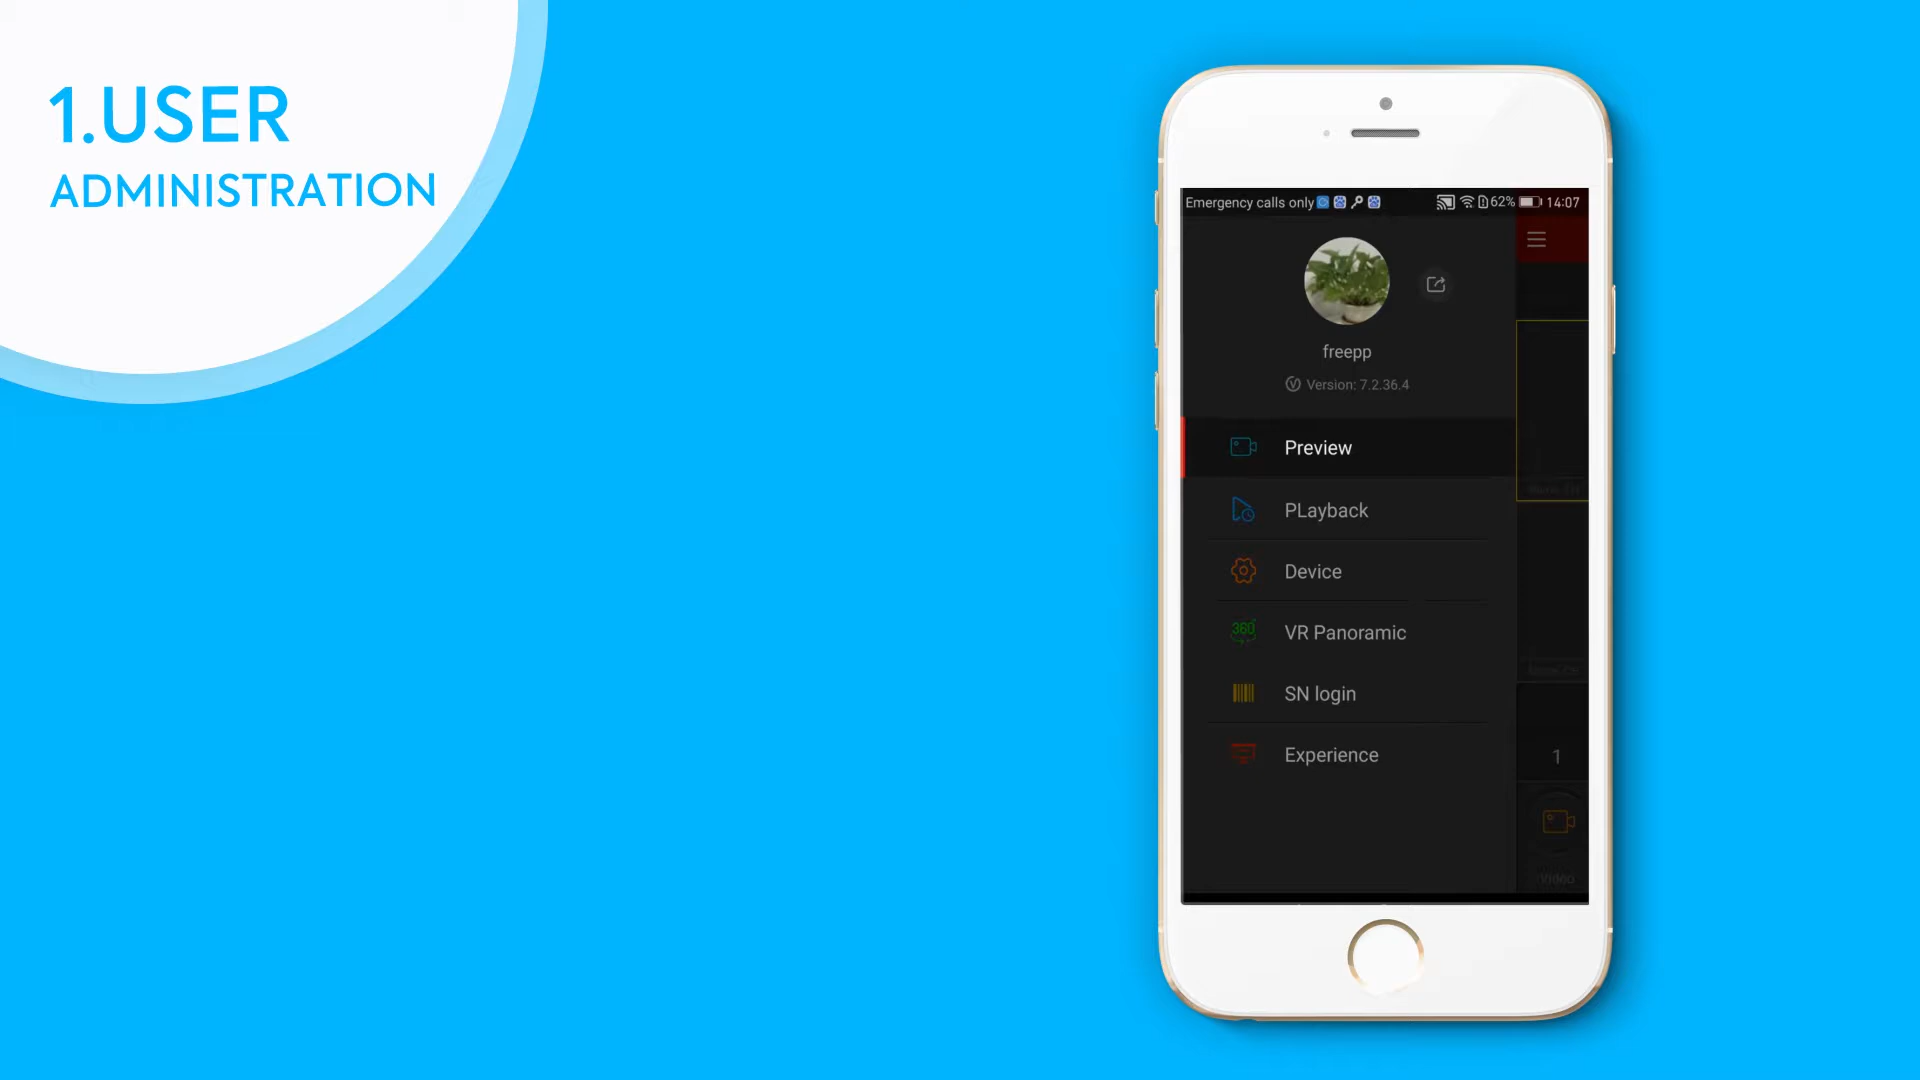 1.USER
ADMINISTRATION
Emergency calls only 62% 14:07
freepp
Version: 7.2.36.4
Preview
PLayback
Device
360
VR Panoramic
SN login
Experience
1
Video